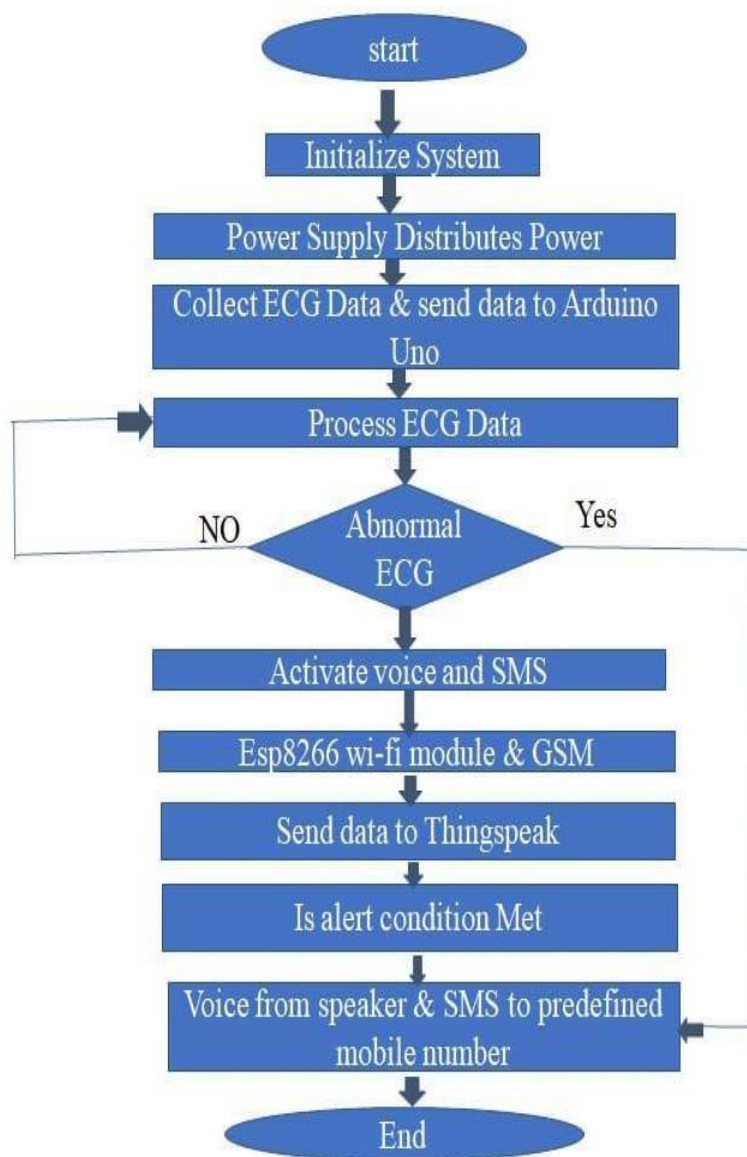 start
Initialize System
Power Supply Distributes Power
Collect ECG Data & send data to Arduino
Uno
Process ECG Data
NO
Abnormal
ECG
Yes
Activate voice and SMS
Esp8266 wi-fi module & GSM
Send data to Thingspeak
Is alert condition Met
Voice from speaker & SMS to predefined
mobile number
End